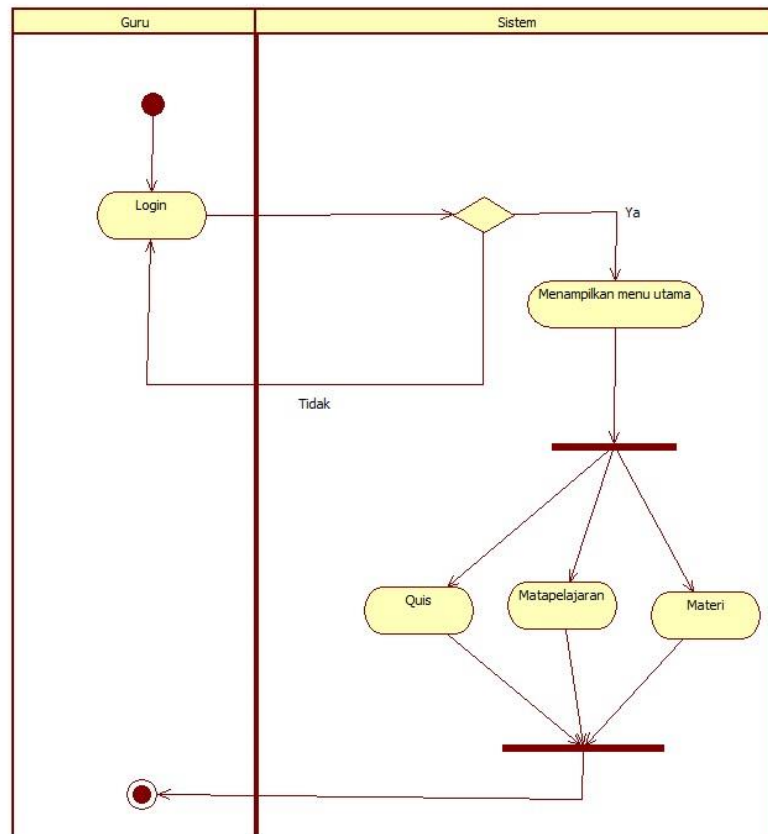 Guru
Sistem
Login
Ya
Menampilkan menu utama
Tidak
Quis
Matapelajaran
Materi